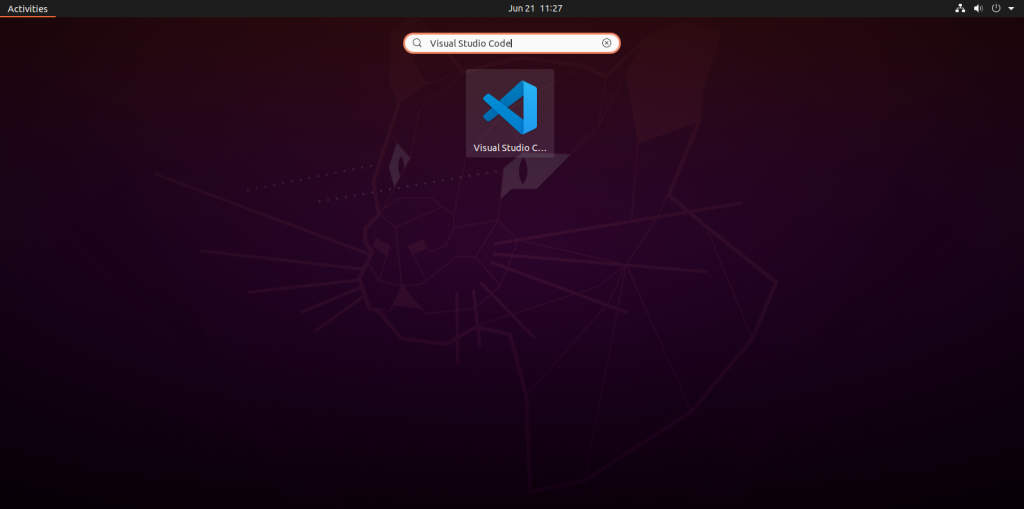 Activities
Jun 21 11:27
Visual Studio Code
Visual Studio C...